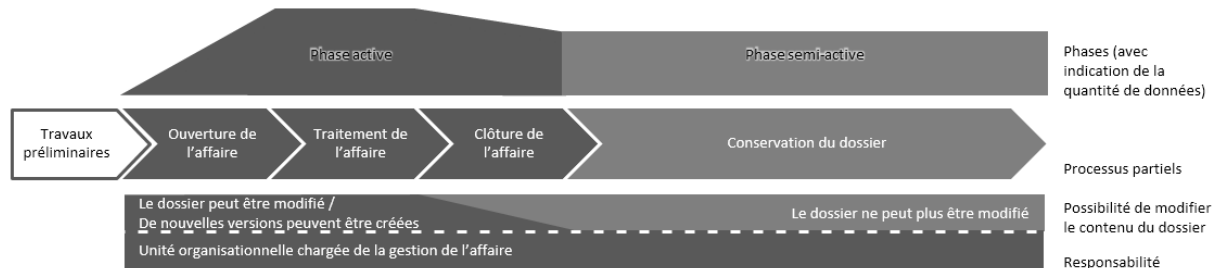 Phase active
Phase semi-active
Phases (avec
indication de la
quantité de données)
Travaux
préliminaires
Ouverture de
l’affaire
Traitement de
l’affaire
Clôture de
l’affaire
Conservation du dossier
Processus partiels
Le dossier peut être modifié /
De nouvelles versions peuvent être créées
Le dossier ne peut plus être modifié
Possibilité de modifier
le contenu du dossier
Unité organisationnelle chargée de la gestion de l’affaire
Responsabilité